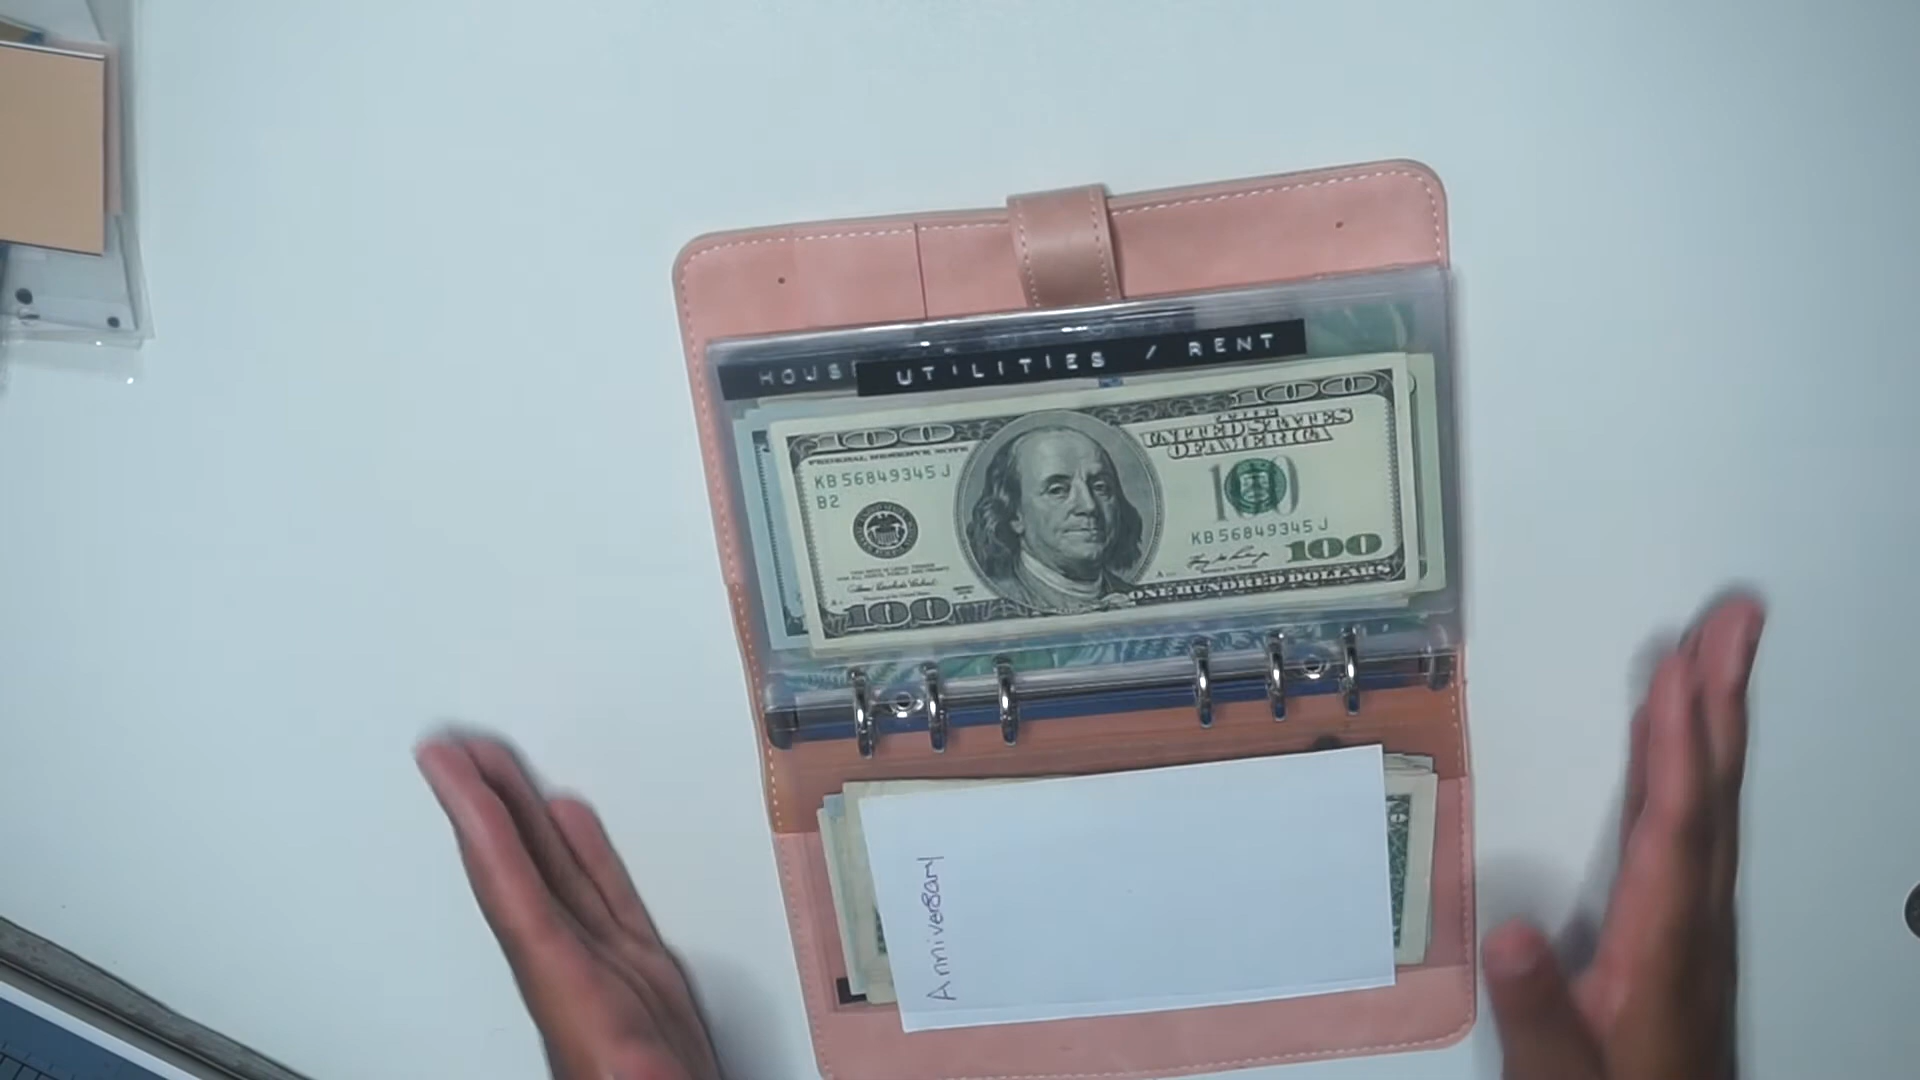 HOUS
UTILITIES / RENT
100
100
FEDERAL RESERVE NOTE
THE
UNITED STATES
OF AMERICA
KB 56849345 J
B2
100
KB 56849345 J
100
100
ONE HUNDRED DOLLARS
Anniversary